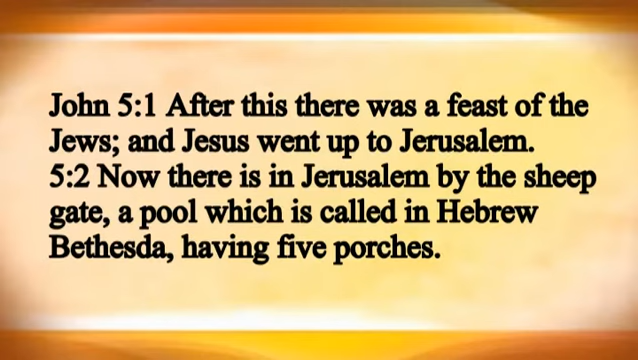 John 5:1 After this there was a feast of the
Jews; and Jesus went up to Jerusalem.
5:2 Now there is in Jerusalem by the sheep
gate, a pool which is called in Hebrew
Bethesda, having five porches.